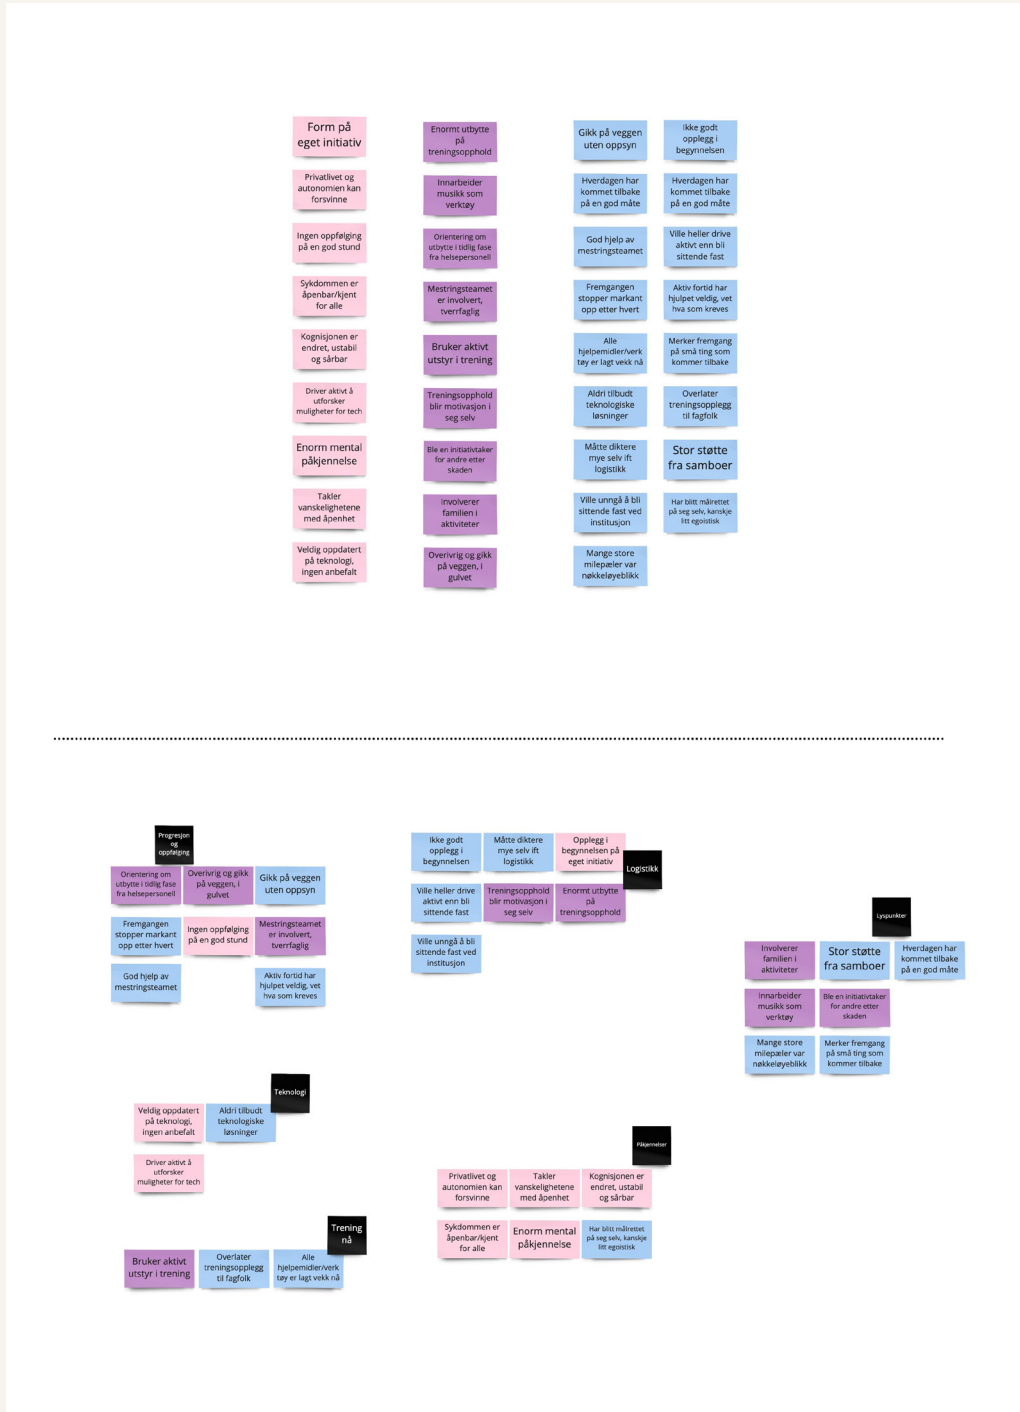 Form på
eget initiativ
Privatlivet og
autonomien kan
forsvinne
Ingen oppfølging
på en god stund
Sykdommen er
åpenbar/kjent
for alle
Kognisjonen er
endret, ustabil
og sårbar
Driver aktivt å
utforsker
muligheter for tech
Enorm mental
påkjennelse
Takler
vanskelighetene
med åpenhet
Veldig oppdatert
på teknologi,
ingen anbefalt
Enormt utbytte
på
treningsopphold
Innarbeider
musikk som
verktøy
Orientering om
utbytte i tidlig fase
fra helsepersonell
Mestringsteamet
er involvert,
tverrfaglig
Bruker aktivt
utstyr i trening
Treningsopphold
blir motivasjon i
seg selv
Ble en initiativtaker
for andre etter
skaden
Involverer
familien i
aktiviteter
Overivrig og gikk
på veggen, i
gulvet
Gikk på veggen
uten oppsyn
Hverdagen har
kommet tilbake
på en god måte
God hjelp av
mestringsteamet
Fremgangen
stopper markant
opp etter hvert
Alle
hjelpemidler/verk
tøy er lagt vekk nå
Aldri tilbudt
teknologiske
løsninger
Måtte diktere
mye selv ift
logistikk
Ville unngå å bli
sittende fast ved
institusjon
Mange store
milepæler var
nøkkeløyeblikk
Ikke godt
opplegg i
begynnelsen
Hverdagen har
kommet tilbake
på en god måte
Ville heller drive
aktivt enn bli
sittende fast
Aktiv fortid har
hjulpet veldig, vet
hva som kreves
Merker fremgang
på små ting som
kommer tilbake
Overlater
treningsopplegg
til fagfolk
Stor støtte
fra samboer
Har blitt målrettet
på seg selv, kanskje
litt egoistisk
Progresjon
og
oppfølging
Orientering om
utbytte i tidlig fase
fra helsepersonell
Overivrig og gikk
på veggen, i
gulvet
Gikk på veggen
uten oppsyn
Fremgangen
stopper markant
opp etter hvert
Ingen oppfølging
på en god stund
Mestringsteamet
er involvert,
tverrfaglig
God hjelp av
mestringsteamet
Aktiv fortid har
hjulpet veldig, vet
hva som kreves
Logistikk
Ikke godt
opplegg i
begynnelsen
Måtte diktere
mye selv ift
logistikk
Opplegg i
begynnelsen på
eget initiativ
Ville heller drive
aktivt enn bli
sittende fast
Treningsopphold
blir motivasjon i
seg selv
Enormt utbytte
på
treningsopphold
Ville unngå å bli
sittende fast ved
institusjon
Lyspunkter
Involverer
familien i
aktiviteter
Stor støtte
fra samboer
Hverdagen har
kommet tilbake
på en god måte
Innarbeider
musikk som
verktøy
Ble en initiativtaker
for andre etter
skaden
Mange store
milepæler var
nøkkeløyeblikk
Merker fremgang
på små ting som
kommer tilbake
Teknologi
Veldig oppdatert
på teknologi,
ingen anbefalt
Aldri tilbudt
teknologiske
løsninger
Driver aktivt å
utforsker
muligheter for tech
Påkjennelser
Privatlivet og
autonomien kan
forsvinne
Takler
vanskelighetene
med åpenhet
Kognisjonen er
endret, ustabil
og sårbar
Sykdommen er
åpenbar/kjent
for alle
Enorm mental
påkjennelse
Har blitt målrettet
på seg selv, kanskje
litt egoistisk
Trening
nå
Bruker aktivt
utstyr i trening
Overlater
treningsopplegg
til fagfolk
Alle
hjelpemidler/verk
tøy er lagt vekk nå